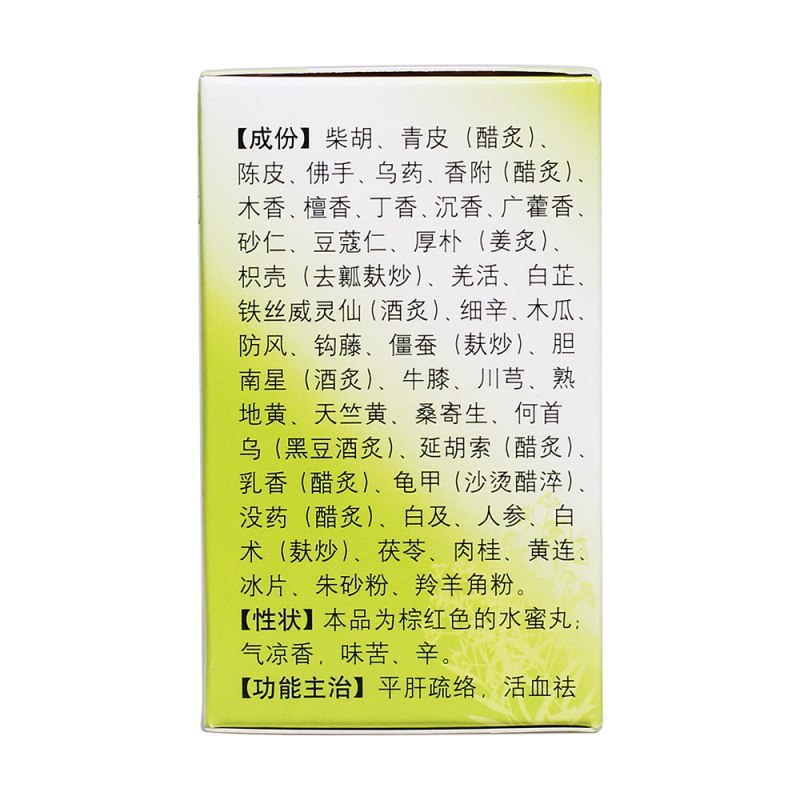 【成份】柴胡、青皮（醋炙）、
陈皮、佛手、乌药、香附（醋炙）、
木香、檀香、丁香、沉香、广藿香、
砂仁、豆蔻仁、厚朴（姜炙）、
枳壳（去瓤麸炒）、羌活、白芷、
铁丝威灵仙（酒炙）、细辛、木瓜、
防风、钩藤、僵蚕（麸炒）、胆
南星（酒炙）、牛膝、川芎、熟
地黄、天竺黄、桑寄生、何首
乌（黑豆酒炙）、延胡索（醋炙）、
乳香（醋炙）、龟甲（沙烫醋淬）、
没药（醋炙）、白及、人参、白
术（麸炒）、茯苓、肉桂、黄连、
冰片、朱砂粉、羚羊角粉。
【性状】本品为棕红色的水蜜丸；
气凉香，味苦、辛。
【功能主治】平肝疏络，活血祛